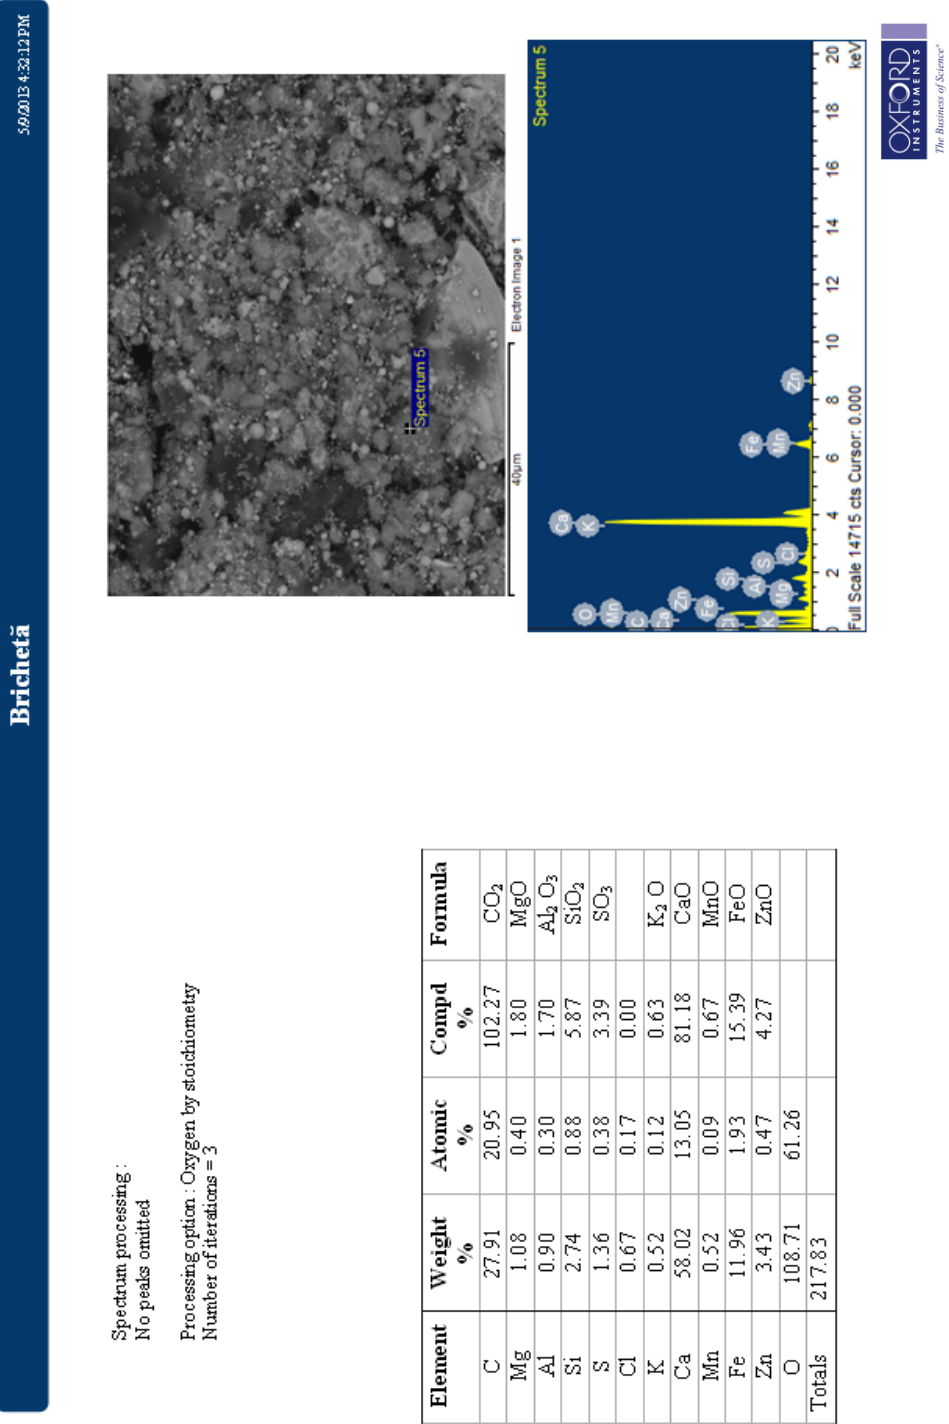 Brichetă
5/9/2013 4:32:12 PM
Spectrum processing :
No peaks omitted
Processing option : Oxygen by stoichiometry
Number of iterations = 3
Spectrum 5
40µm
Electron Image 1
Element Weight % Atomic % Compd % Formula
C 27.91 20.95 102.27 CO₂
Mg 1.08 0.40 1.80 MgO
Al 0.90 0.30 1.70 Al₂ O₃
Si 2.74 0.88 5.87 SiO₂
S 1.36 0.38 3.39 SO₃
Cl 0.67 0.17 0.00
K 0.52 0.12 0.63 K₂ O
Ca 58.02 13.05 81.18 CaO
Mn 0.52 0.09 0.67 MnO
Fe 11.96 1.93 15.39 FeO
Zn 3.43 0.47 4.27 ZnO
O 108.71 61.26
Totals 217.83
Spectrum 5
Ca
K
O
Mn
C
Ca
Zn
Fe
Cl
K
Si
Al
Mg
S
Cl
Fe
Mn
Zn
0 2 4 6 8 10 12 14 16 18 20
Full Scale 14715 cts Cursor: 0.000 keV
OXFORD
INSTRUMENTS
The Business of Science®